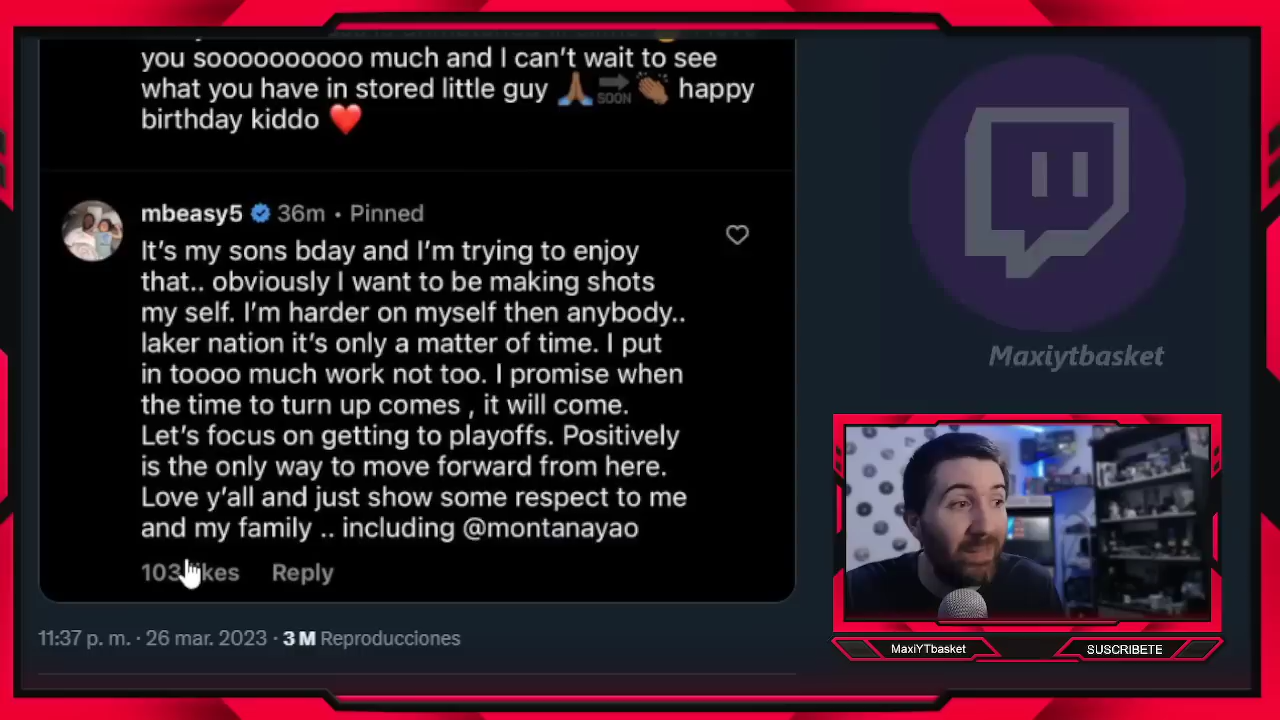 you soooooooooo much and I can't wait to see
what you have in stored little guy 🙏🏽 🔜 👏🏽 happy
birthday kiddo ❤️
mbeasy5 36m • Pinned
It's my sons bday and I'm trying to enjoy
that.. obviously I want to be making shots
my self. I'm harder on myself then anybody..
laker nation it's only a matter of time. I put
in toooo much work not too. I promise when
the time to turn up comes , it will come.
Let's focus on getting to playoffs. Positively
is the only way to move forward from here.
Love y'all and just show some respect to me
and my family .. including @montanayao
103 likes Reply
11:37 p. m. · 26 mar. 2023 · 3 M Reproducciones
Maxiytbasket
MaxiYTbasket
SUSCRIBETE